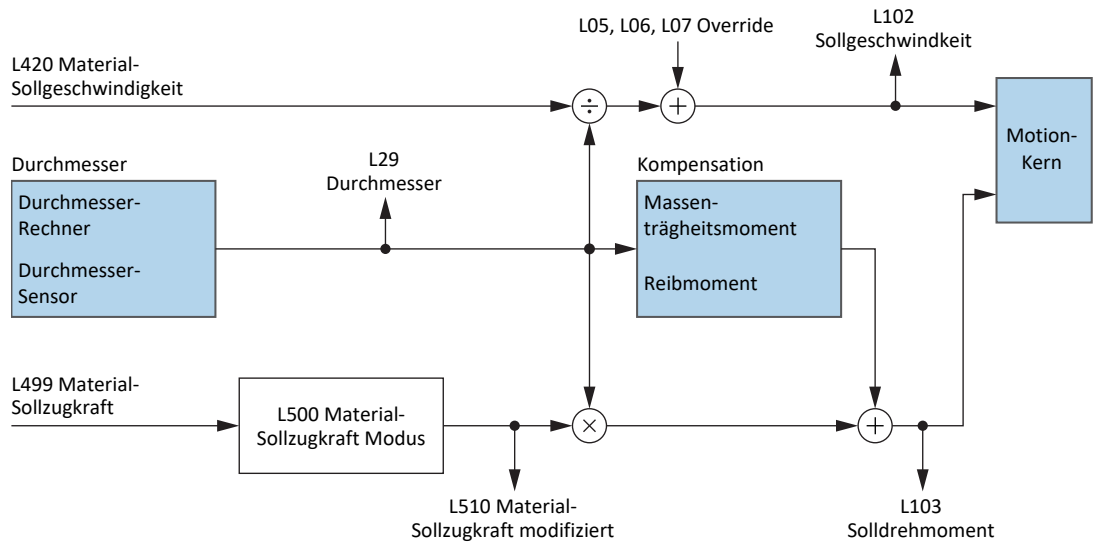 L05, L06, L07 Override
L102
Sollgeschwindkeit
L420 Material-
Sollgeschwindigkeit
÷
+
Motion-
Kern
Durchmesser
L29
Durchmesser
Kompensation
Durchmesser-
Rechner
Durchmesser-
Sensor
Massen-
trägheitsmoment
Reibmoment
L499 Material-
Sollzugkraft
L500 Material-
Sollzugkraft Modus
×
+
L510 Material-
Sollzugkraft modifiziert
L103
Solldrehmoment